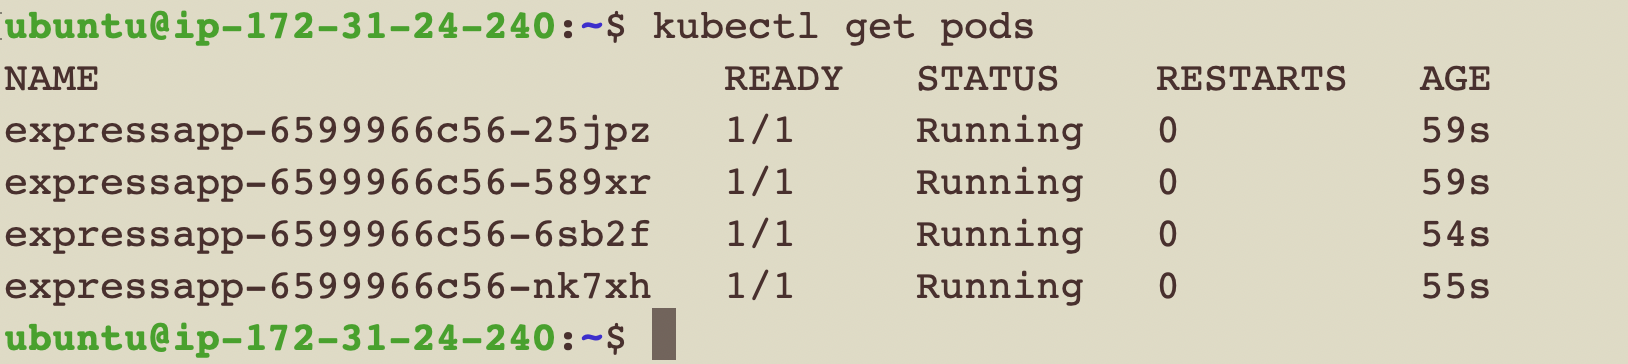 ubuntu@ip-172-31-24-240:~$ kubectl get pods
NAME READY STATUS RESTARTS AGE
expressapp-6599966c56-25jpz 1/1 Running 0 59s
expressapp-6599966c56-589xr 1/1 Running 0 59s
expressapp-6599966c56-6sb2f 1/1 Running 0 54s
expressapp-6599966c56-nk7xh 1/1 Running 0 55s
ubuntu@ip-172-31-24-240:~$